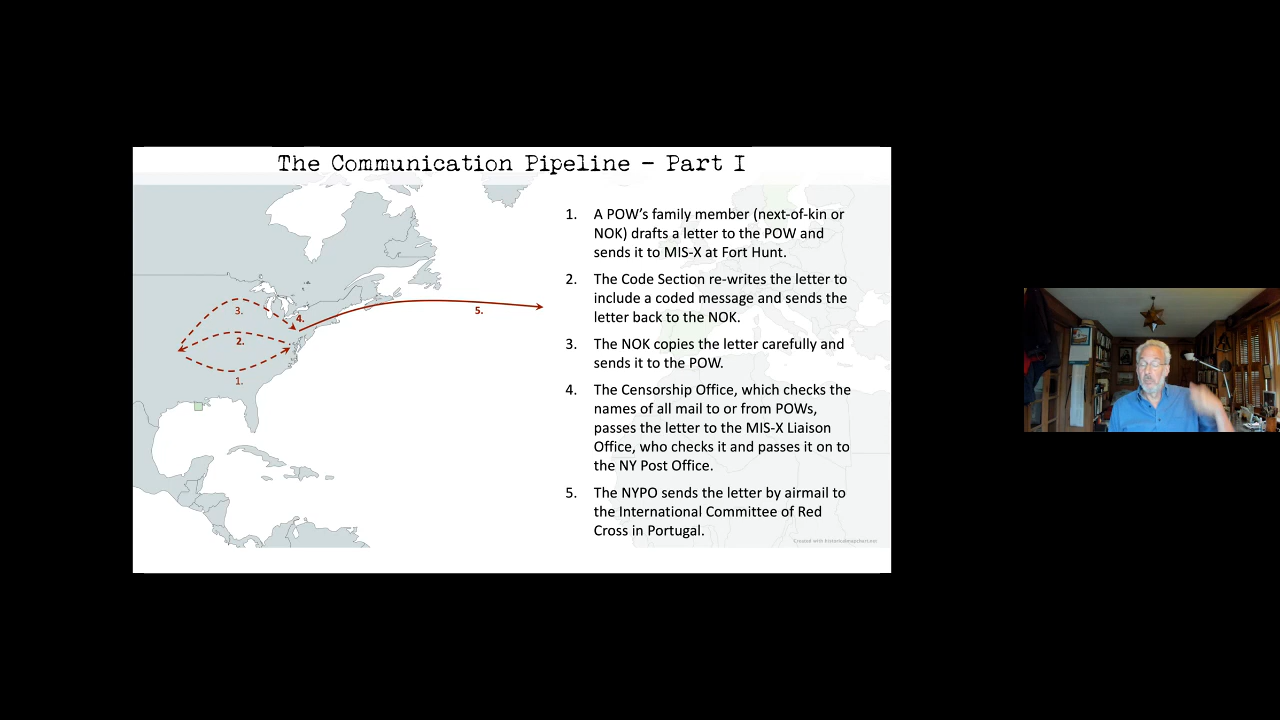 The Communication Pipeline – Part I
1. A POW’s family member (next-of-kin or
NOK) drafts a letter to the POW and
sends it to MIS-X at Fort Hunt.
2. The Code Section re-writes the letter to
include a coded message and sends the
letter back to the NOK.
3. The NOK copies the letter carefully and
sends it to the POW.
4. The Censorship Office, which checks the
names of all mail to or from POWs,
passes the letter to the MIS-X Liaison
Office, who checks it and passes it on to
the NY Post Office.
5. The NYPO sends the letter by airmail to
the International Committee of Red
Cross in Portugal.
3.
4.
5.
2.
1.
Created with historicalmapchart.net